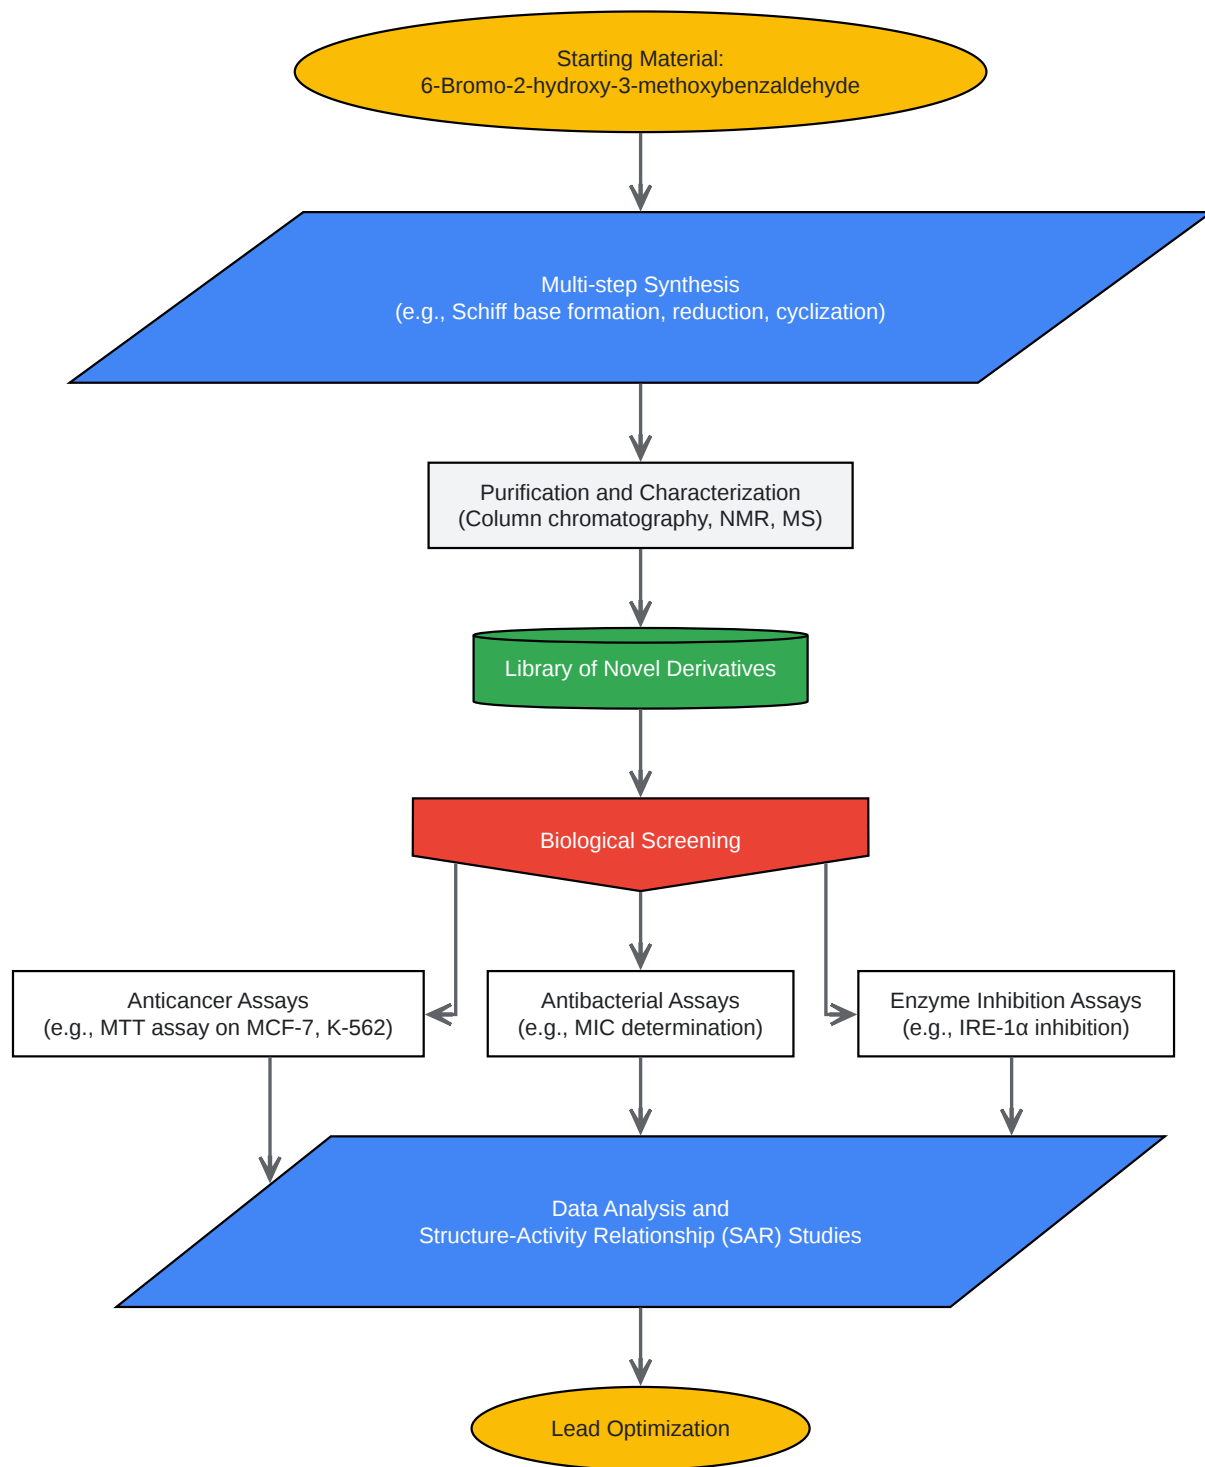 Starting Material:
6-Bromo-2-hydroxy-3-methoxybenzaldehyde
Multi-step Synthesis
(e.g., Schiff base formation, reduction, cyclization)
Purification and Characterization
(Column chromatography, NMR, MS)
Library of Novel Derivatives
Biological Screening
Anticancer Assays
(e.g., MTT assay on MCF-7, K-562)
Antibacterial Assays
(e.g., MIC determination)
Enzyme Inhibition Assays
(e.g., IRE-1α inhibition)
Data Analysis and
Structure-Activity Relationship (SAR) Studies
Lead Optimization